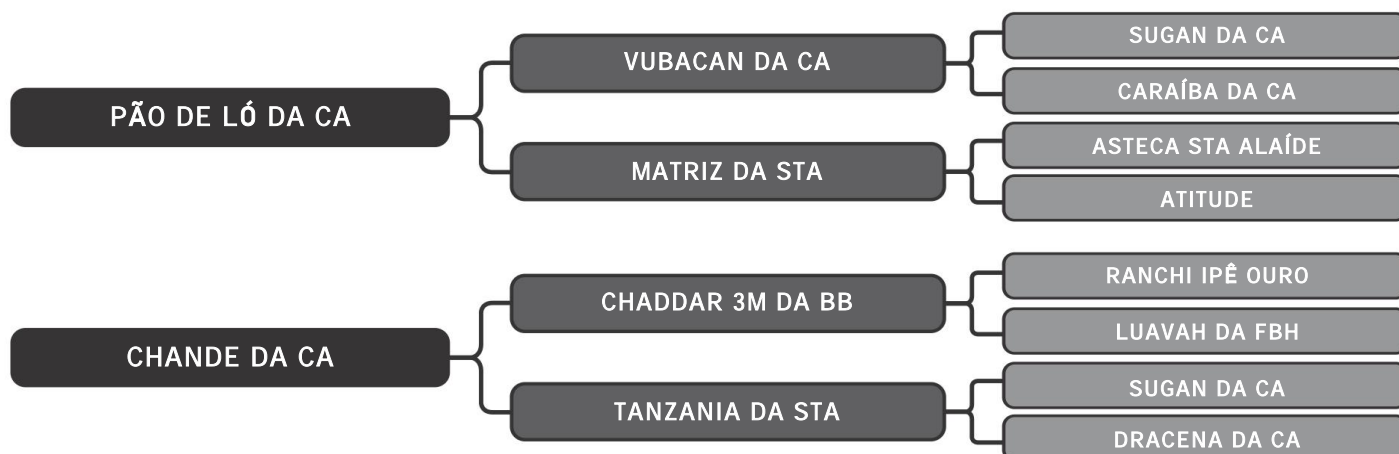 PÃO DE LÓ DA CA
VUBACAN DA CA
SUGAN DA CA
CARAÍBA DA CA
MATRIZ DA STA
ASTECA STA ALAÍDE
ATITUDE
CHANDE DA CA
CHADDAR 3M DA BB
RANCHI IPÊ OURO
LUAVAH DA FBH
TANZANIA DA STA
SUGAN DA CA
DRACENA DA CA